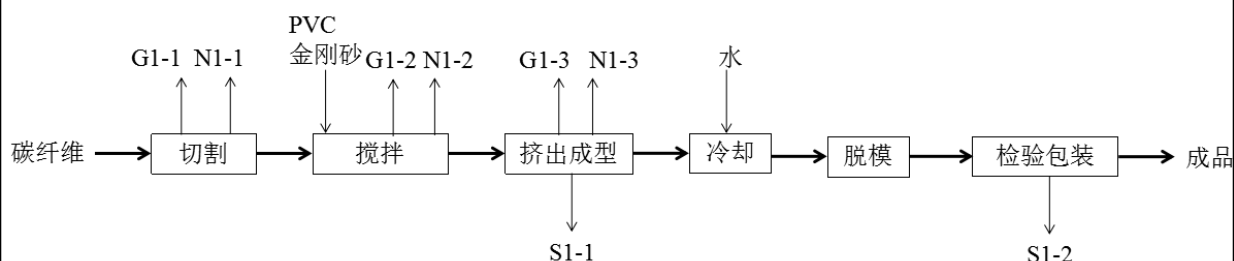 PVC
金刚砂
水
G1-1 N1-1
G1-2 N1-2
G1-3 N1-3
碳纤维
切割
搅拌
挤出成型
冷却
脱模
检验包装
成品
S1-1
S1-2